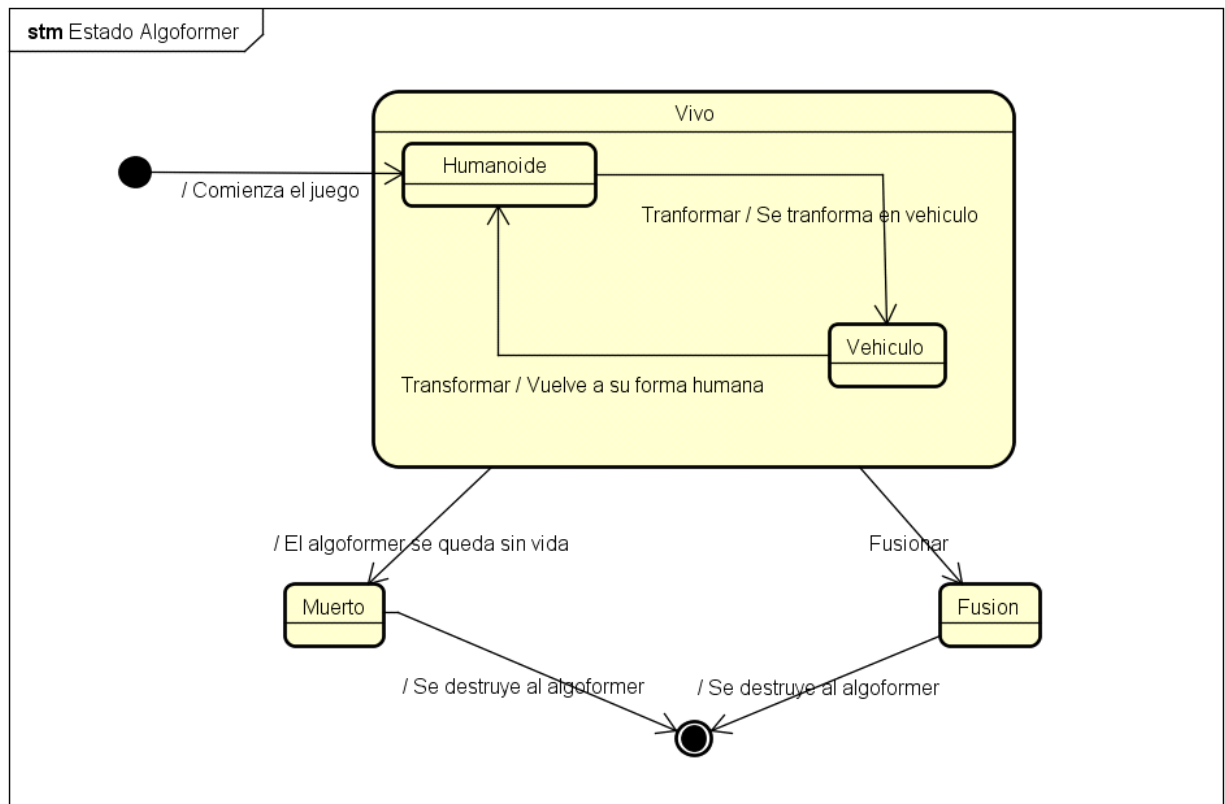 stm Estado Algoformer
Vivo
Humanoide
/ Comienza el juego
Tranformar / Se tranforma en vehiculo
Vehiculo
Transformar / Vuelve a su forma humana
/ El algoformer se queda sin vida
Fusionar
Muerto
Fusion
/ Se destruye al algoformer
/ Se destruye al algoformer